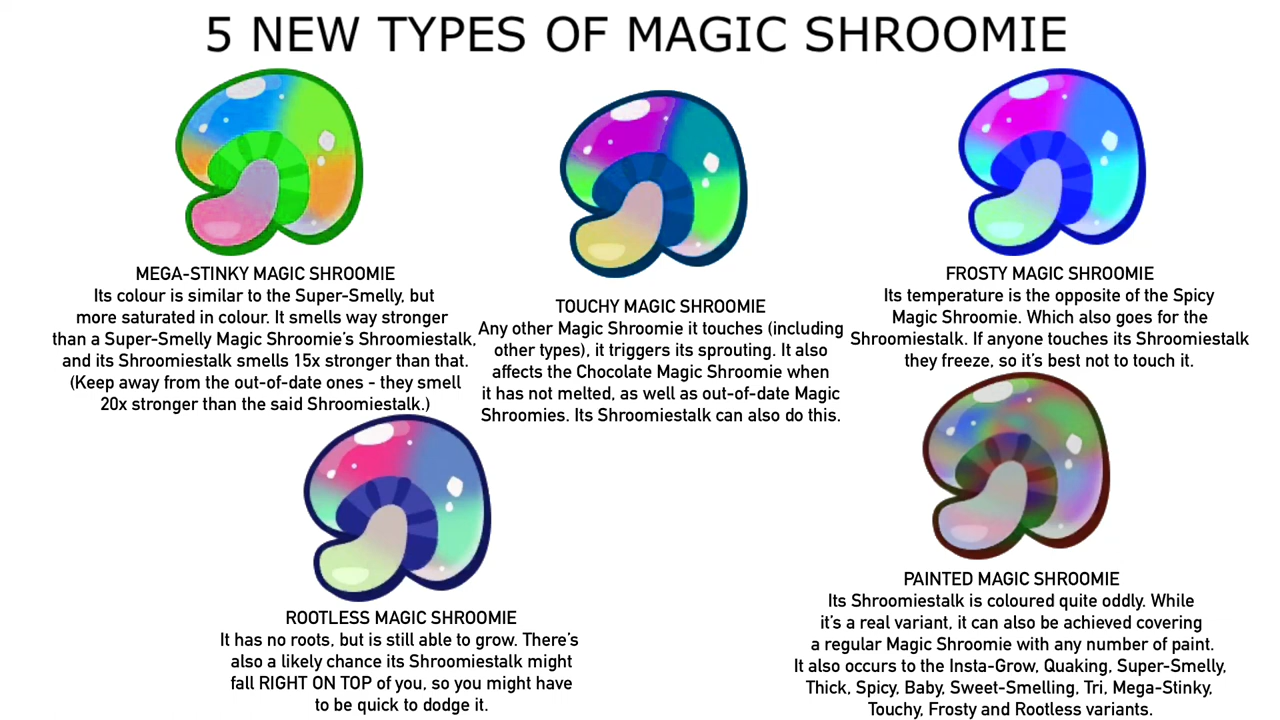 5 NEW TYPES OF MAGIC SHROOMIE
MEGA-STINKY MAGIC SHROOMIE
Its colour is similar to the Super-Smelly, but
more saturated in colour. It smells way stronger
than a Super-Smelly Magic Shroomie's Shroomiestalk,
and its Shroomiestalk smells 15x stronger than that.
(Keep away from the out-of-date ones - they smell
20x stronger than the said Shroomiestalk.)
TOUCHY MAGIC SHROOMIE
Any other Magic Shroomie it touches (including
other types), it triggers its sprouting. It also
affects the Chocolate Magic Shroomie when
it has not melted, as well as out-of-date Magic
Shroomies. Its Shroomiestalk can also do this.
FROSTY MAGIC SHROOMIE
Its temperature is the opposite of the Spicy
Magic Shroomie. Which also goes for the
Shroomiestalk. If anyone touches its Shroomiestalk
they freeze, so it's best not to touch it.
ROOTLESS MAGIC SHROOMIE
It has no roots, but is still able to grow. There's
also a likely chance its Shroomiestalk might
fall RIGHT ON TOP of you, so you might have
to be quick to dodge it.
PAINTED MAGIC SHROOMIE
Its Shroomiestalk is coloured quite oddly. While
it's a real variant, it can also be achieved covering
a regular Magic Shroomie with any number of paint.
It also occurs to the Insta-Grow, Quaking, Super-Smelly,
Thick, Spicy, Baby, Sweet-Smelling, Tri, Mega-Stinky,
Touchy, Frosty and Rootless variants.